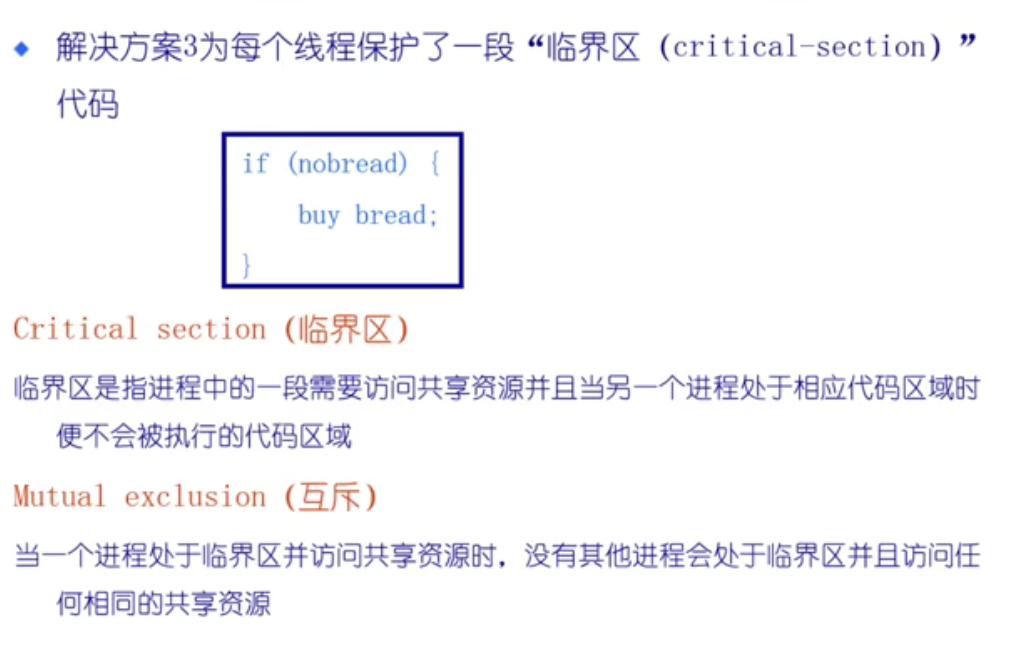 ◆ 解决方案3为每个线程保护了一段“临界区（critical-section）”
代码
if (nobread) {
buy bread;
}
Critical section (临界区)
临界区是指进程中的一段需要访问共享资源并且当另一个进程处于相应代码区域时
便不会被执行的代码区域
Mutual exclusion (互斥)
当一个进程处于临界区并访问共享资源时，没有其他进程会处于临界区并且访问任
何相同的共享资源